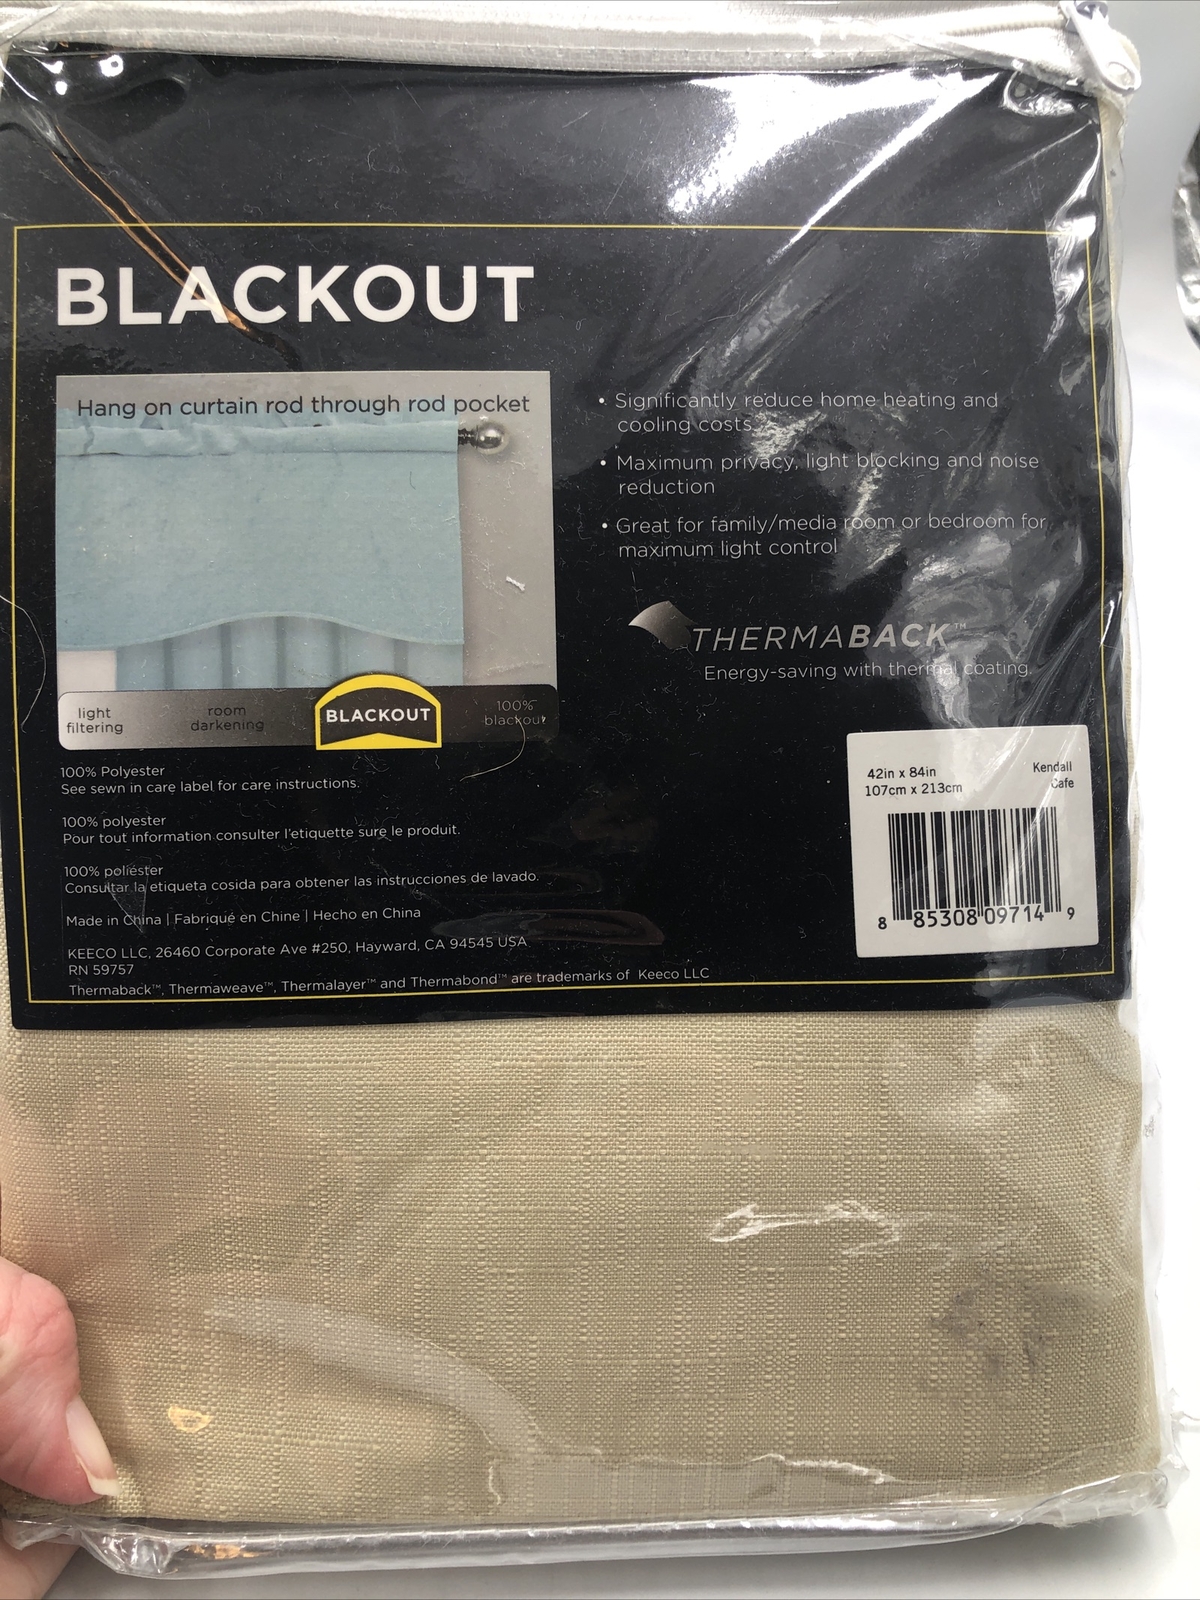 BLACKOUT
Hang on curtain rod through rod pocket
light
filtering
room
darkening
BLACKOUT
100%
blackout
• Significantly reduce home heating and
cooling costs
• Maximum privacy, light blocking and noise
reduction
• Great for family/media room or bedroom for
maximum light control
THERMABACK™
Energy-saving with thermal coating.
100% Polyester
See sewn in care label for care instructions.
100% polyester
Pour tout information consulter l'etiquette sure le produit.
100% poliéster
Consultar la etiqueta cosida para obtener las instrucciones de lavado.
Made in China | Fabriqué en Chine | Hecho en China
KEECO LLC, 26460 Corporate Ave #250, Hayward, CA 94545 USA
RN 59757
Thermaback™, Thermaweave™, Thermalayer™ and Thermabond™ are trademarks of Keeco LLC
42in x 84in
107cm x 213cm
Kendall
Cafe
8 85308 09714 9